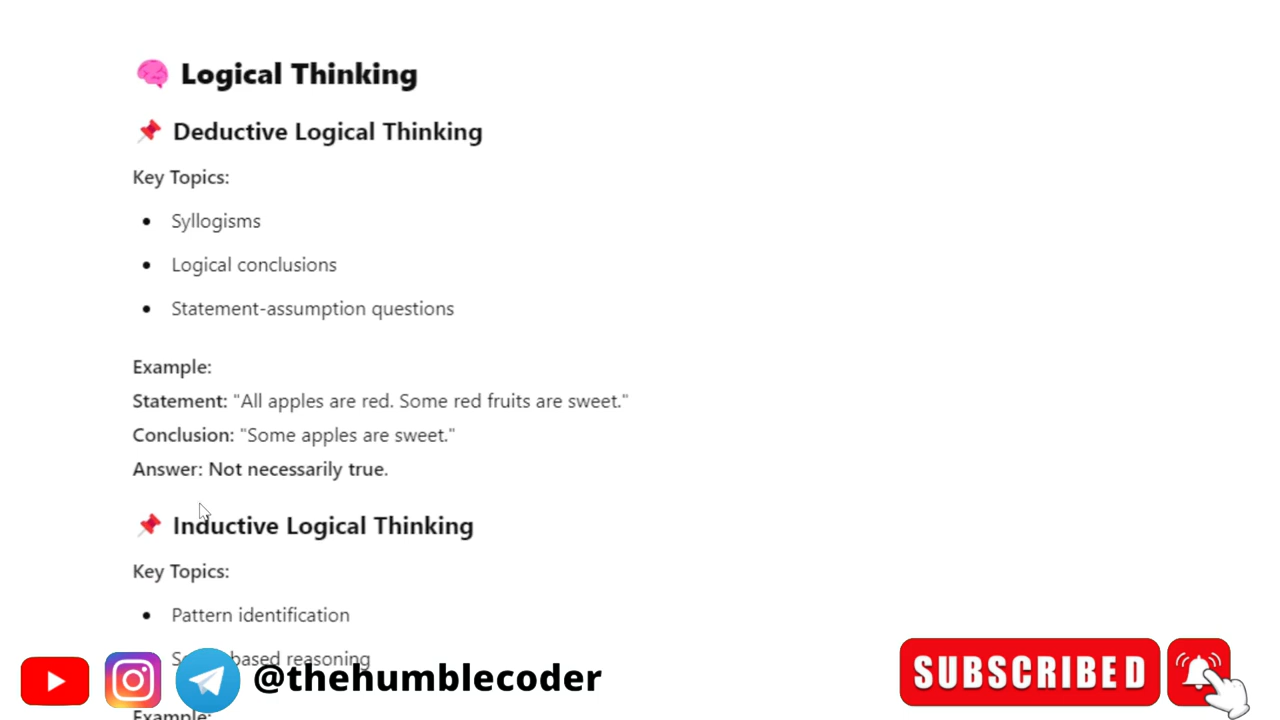 Logical Thinking
Deductive Logical Thinking
Key Topics:
Syllogisms
Logical conclusions
Statement-assumption questions
Example:
Statement: "All apples are red. Some red fruits are sweet."
Conclusion: "Some apples are sweet."
Answer: Not necessarily true.
Inductive Logical Thinking
Key Topics:
Pattern identification
based reasoning
@thehumblecoder
SUBSCRIBED
Example: